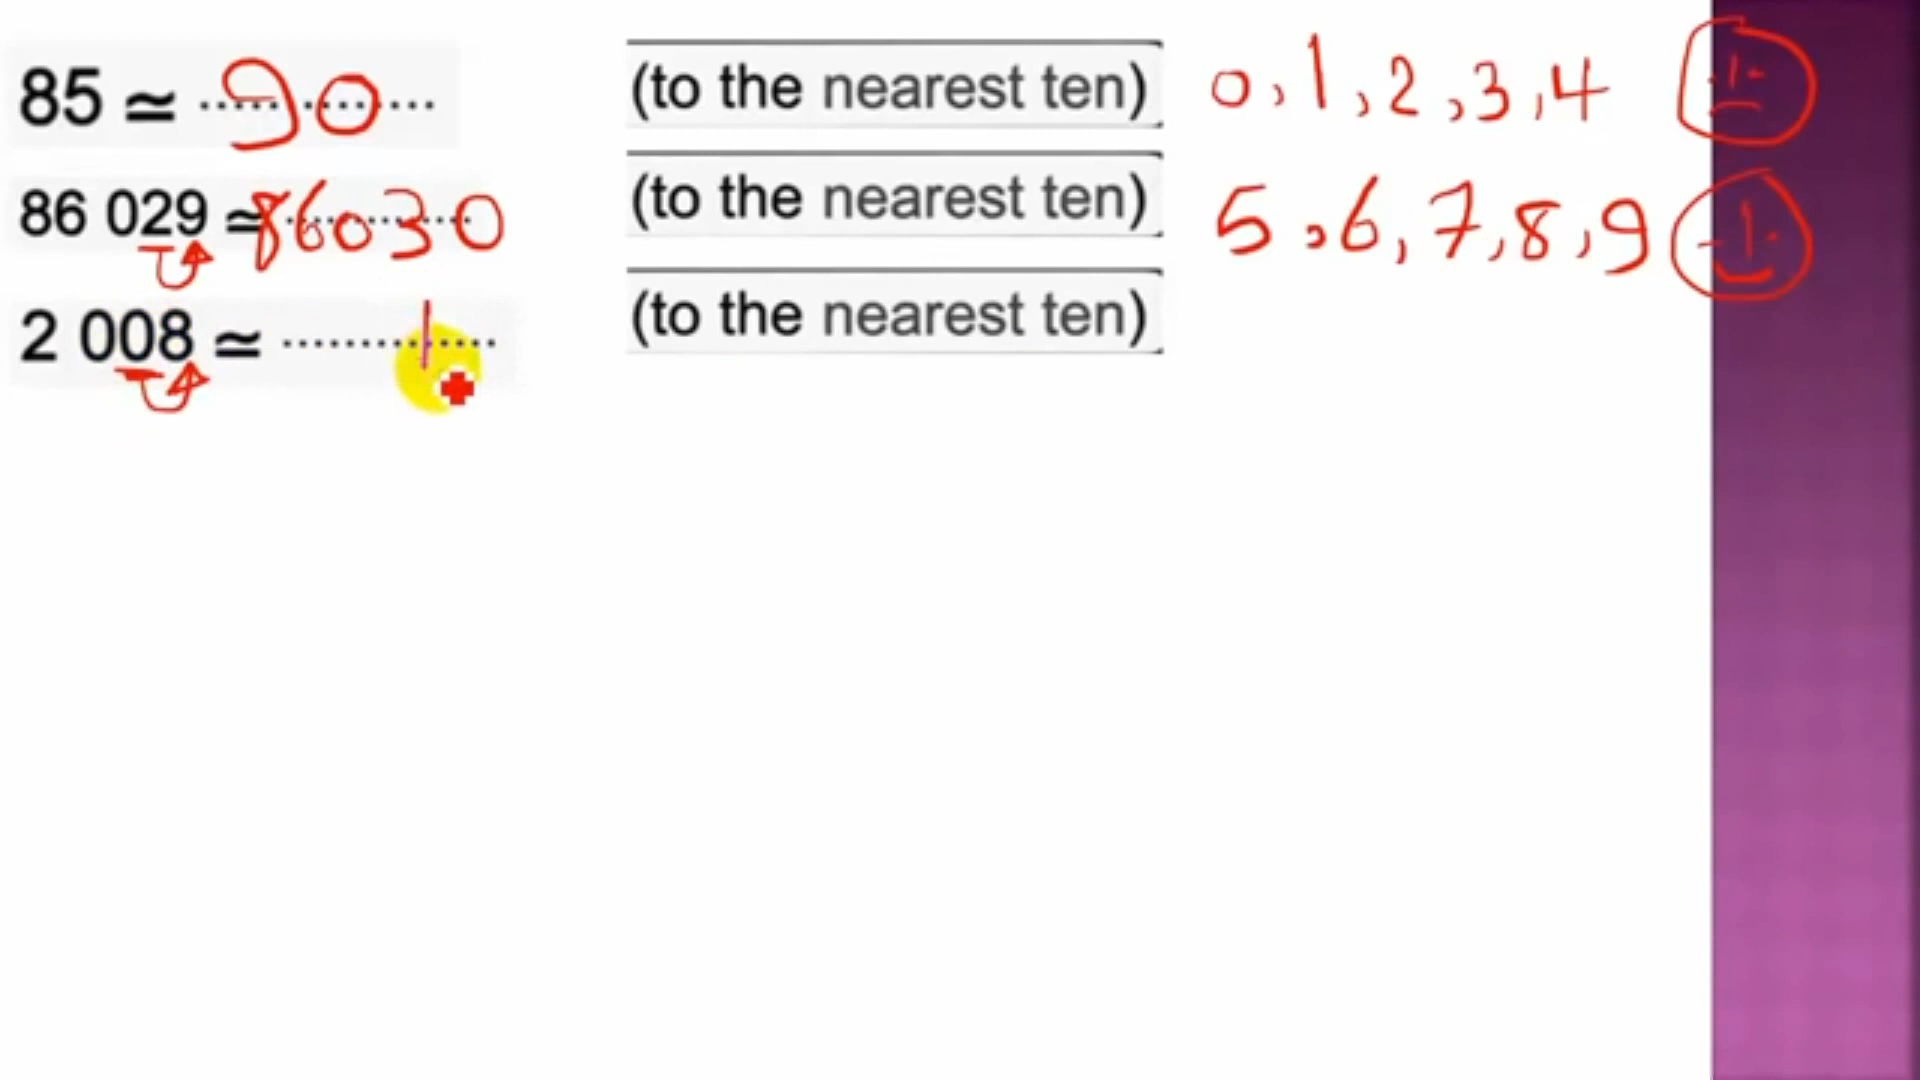 85 ≃ 90 (to the nearest ten) 0,1,2,3,4
86 029 ≃ 86030 (to the nearest ten) 5,6,7,8,9
2 008 ≃ ............ 1 (to the nearest ten)